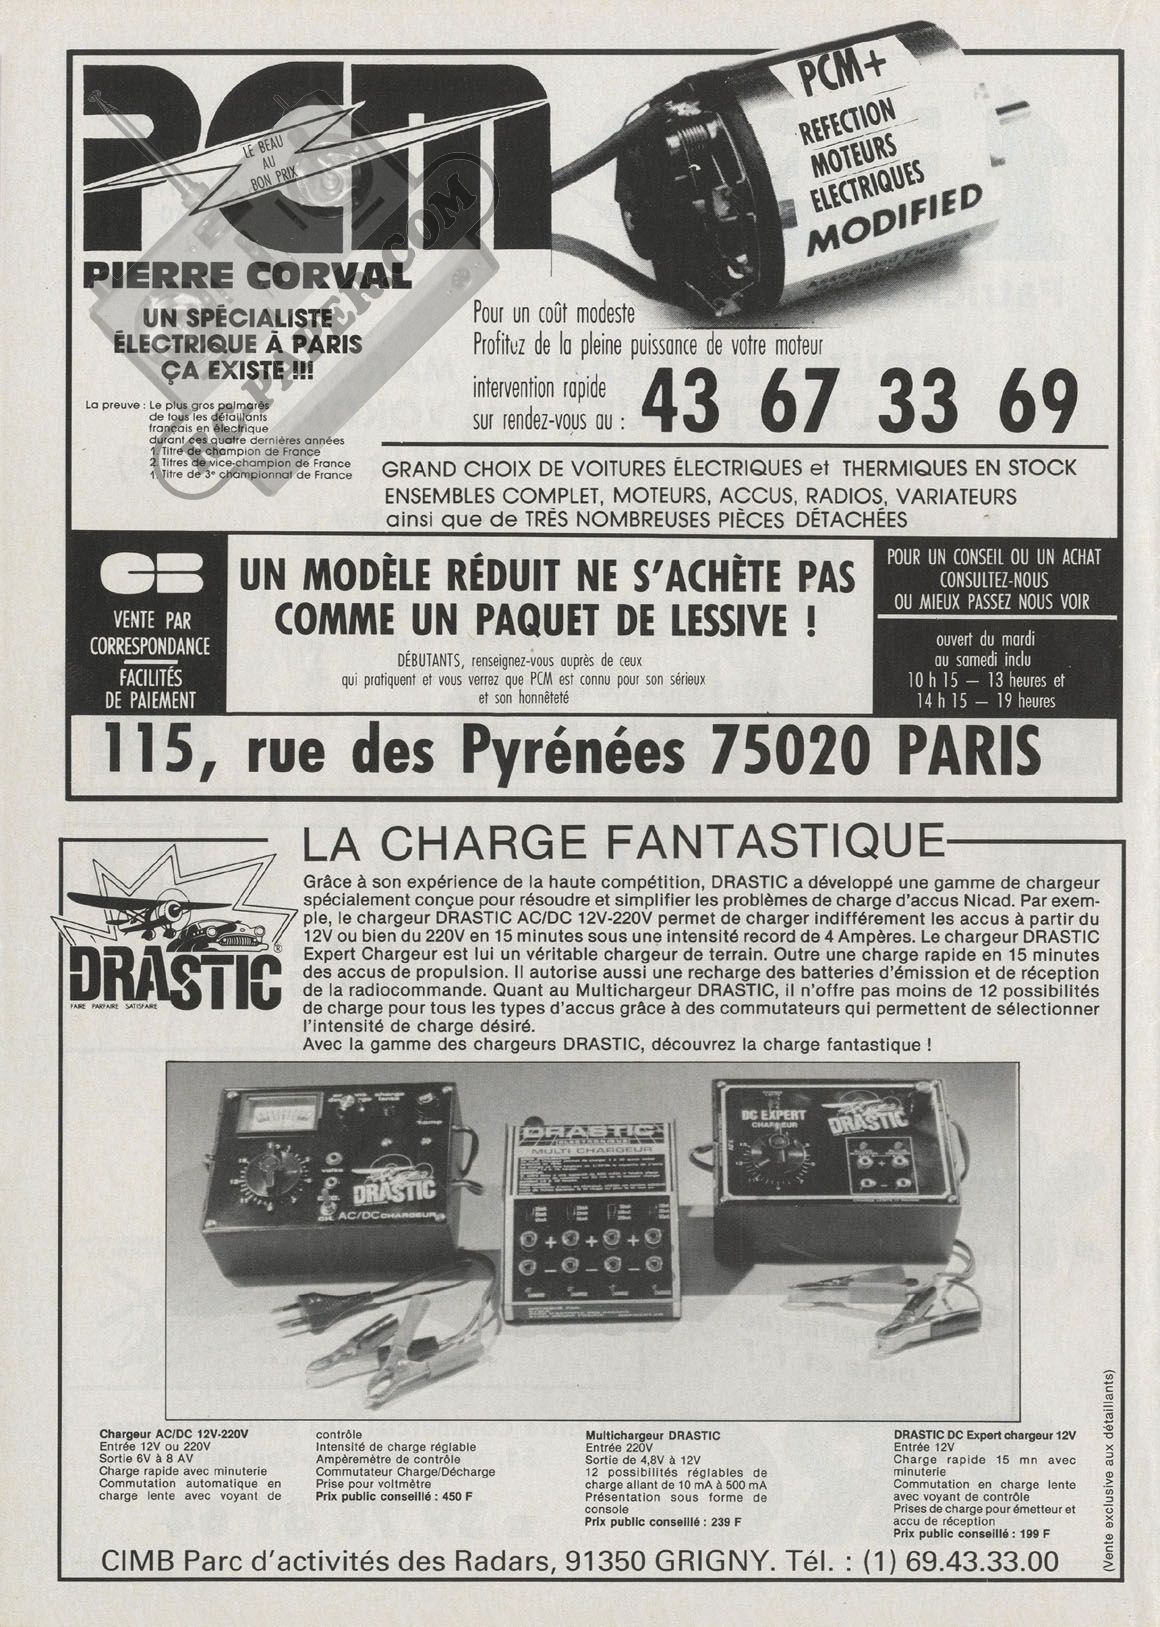 PCM
LE BEAU
AU
BON PRIX
PCM+
REFECTION
MOTEURS
ELECTRIQUES
MODIFIED
PIERRE CORVAL
UN SPÉCIALISTE
ÉLECTRIQUE À PARIS
ÇA EXISTE !!!
La preuve : Le plus gros palmarès
de tous les détaillants
français en électrique
durant ces quatre dernières années
1. Titre de champion de France
2. Titres de vice-champion de France
1. Titre de 3e championnat de France
Pour un coût modeste
Profitez de la pleine puissance de votre moteur
intervention rapide
sur rendez-vous au :
43 67 33 69
GRAND CHOIX DE VOITURES ÉLECTRIQUES et THERMIQUES EN STOCK
ENSEMBLES COMPLET, MOTEURS, ACCUS, RADIOS, VARIATEURS
ainsi que de TRÈS NOMBREUSES PIÈCES DÉTACHÉES
CB
VENTE PAR
CORRESPONDANCE
FACILITÉS
DE PAIEMENT
UN MODÈLE RÉDUIT NE S'ACHÈTE PAS
COMME UN PAQUET DE LESSIVE !
DÉBUTANTS, renseignez-vous auprès de ceux
qui pratiquent et vous verrez que PCM est connu pour son sérieux
et son honnêteté
POUR UN CONSEIL OU UN ACHAT
CONSULTEZ-NOUS
OU MIEUX PASSEZ NOUS VOIR
ouvert du mardi
au samedi inclu
10 h 15 — 13 heures et
14 h 15 — 19 heures
115, rue des Pyrénées 75020 PARIS
LA CHARGE FANTASTIQUE
DRASTIC
FAIRE PARFAIRE SATISFAIRE
Grâce à son expérience de la haute compétition, DRASTIC a développé une gamme de chargeur
spécialement conçue pour résoudre et simplifier les problèmes de charge d'accus Nicad. Par exem-
ple, le chargeur DRASTIC AC/DC 12V-220V permet de charger indifférement les accus à partir du
12V ou bien du 220V en 15 minutes sous une intensité record de 4 Ampères. Le chargeur DRASTIC
Expert Chargeur est lui un véritable chargeur de terrain. Outre une charge rapide en 15 minutes
des accus de propulsion. Il autorise aussi une recharge des batteries d'émission et de réception
de la radiocommande. Quant au Multichargeur DRASTIC, il n'offre pas moins de 12 possibilités
de charge pour tous les types d'accus grâce à des commutateurs qui permettent de sélectionner
l'intensité de charge désiré.
Avec la gamme des chargeurs DRASTIC, découvrez la charge fantastique !
DRASTIC
AC/DC CHARGEUR
DRASTIC
ELECTRONIQUE
MULTI CHARGEUR
DC EXPERT
CHARGEUR
DRASTIC
Chargeur AC/DC 12V-220V
Entrée 12V ou 220V
Sortie 6V à 8 AV
Charge rapide avec minuterie
Commutation automatique en
charge lente avec voyant de
contrôle
Intensité de charge réglable
Ampèremètre de contrôle
Commutateur Charge/Décharge
Prise pour voltmètre
Prix public conseillé : 450 F
Multichargeur DRASTIC
Entrée 220V
Sortie de 4,8V à 12V
12 possibilités réglables de
charge allant de 10 mA à 500 mA
Présentation sous forme de
console
Prix public conseillé : 239 F
DRASTIC DC Expert chargeur 12V
Entrée 12V
Charge rapide 15 mn avec
minuterie
Commutation en charge lente
avec voyant de contrôle
Prises de charge pour émetteur et
accu de réception
Prix public conseillé : 199 F
(Vente exclusive aux détaillants)
CIMB Parc d'activités des Radars, 91350 GRIGNY. Tél. : (1) 69.43.33.00